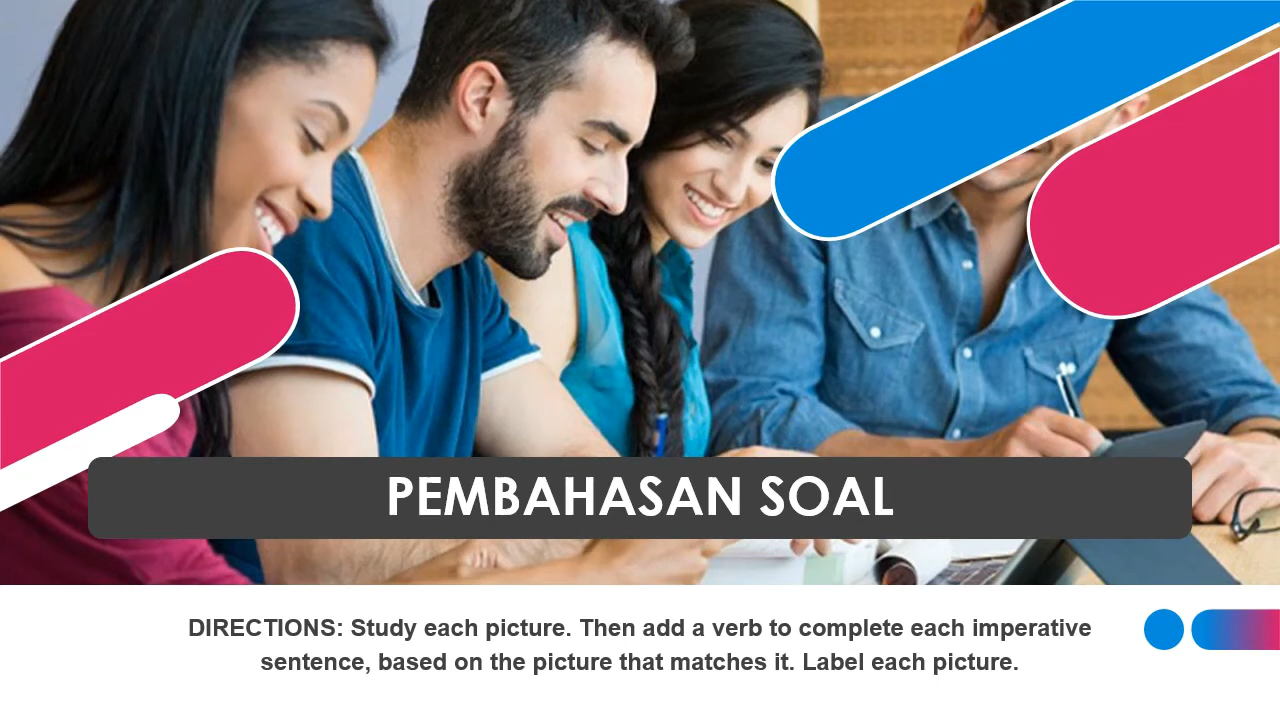 PEMBAHASAN SOAL
DIRECTIONS: Study each picture. Then add a verb to complete each imperative
sentence, based on the picture that matches it. Label each picture.